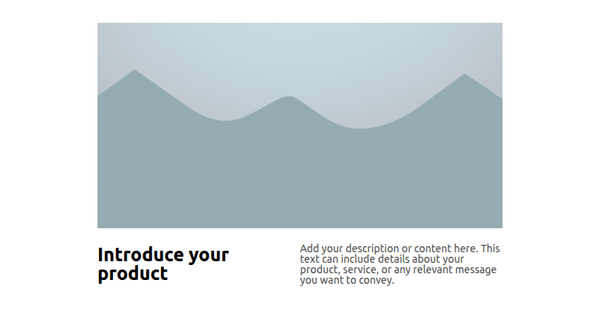 Introduce your
product
Add your description or content here. This
text can include details about your
product, service, or any relevant message
you want to convey.